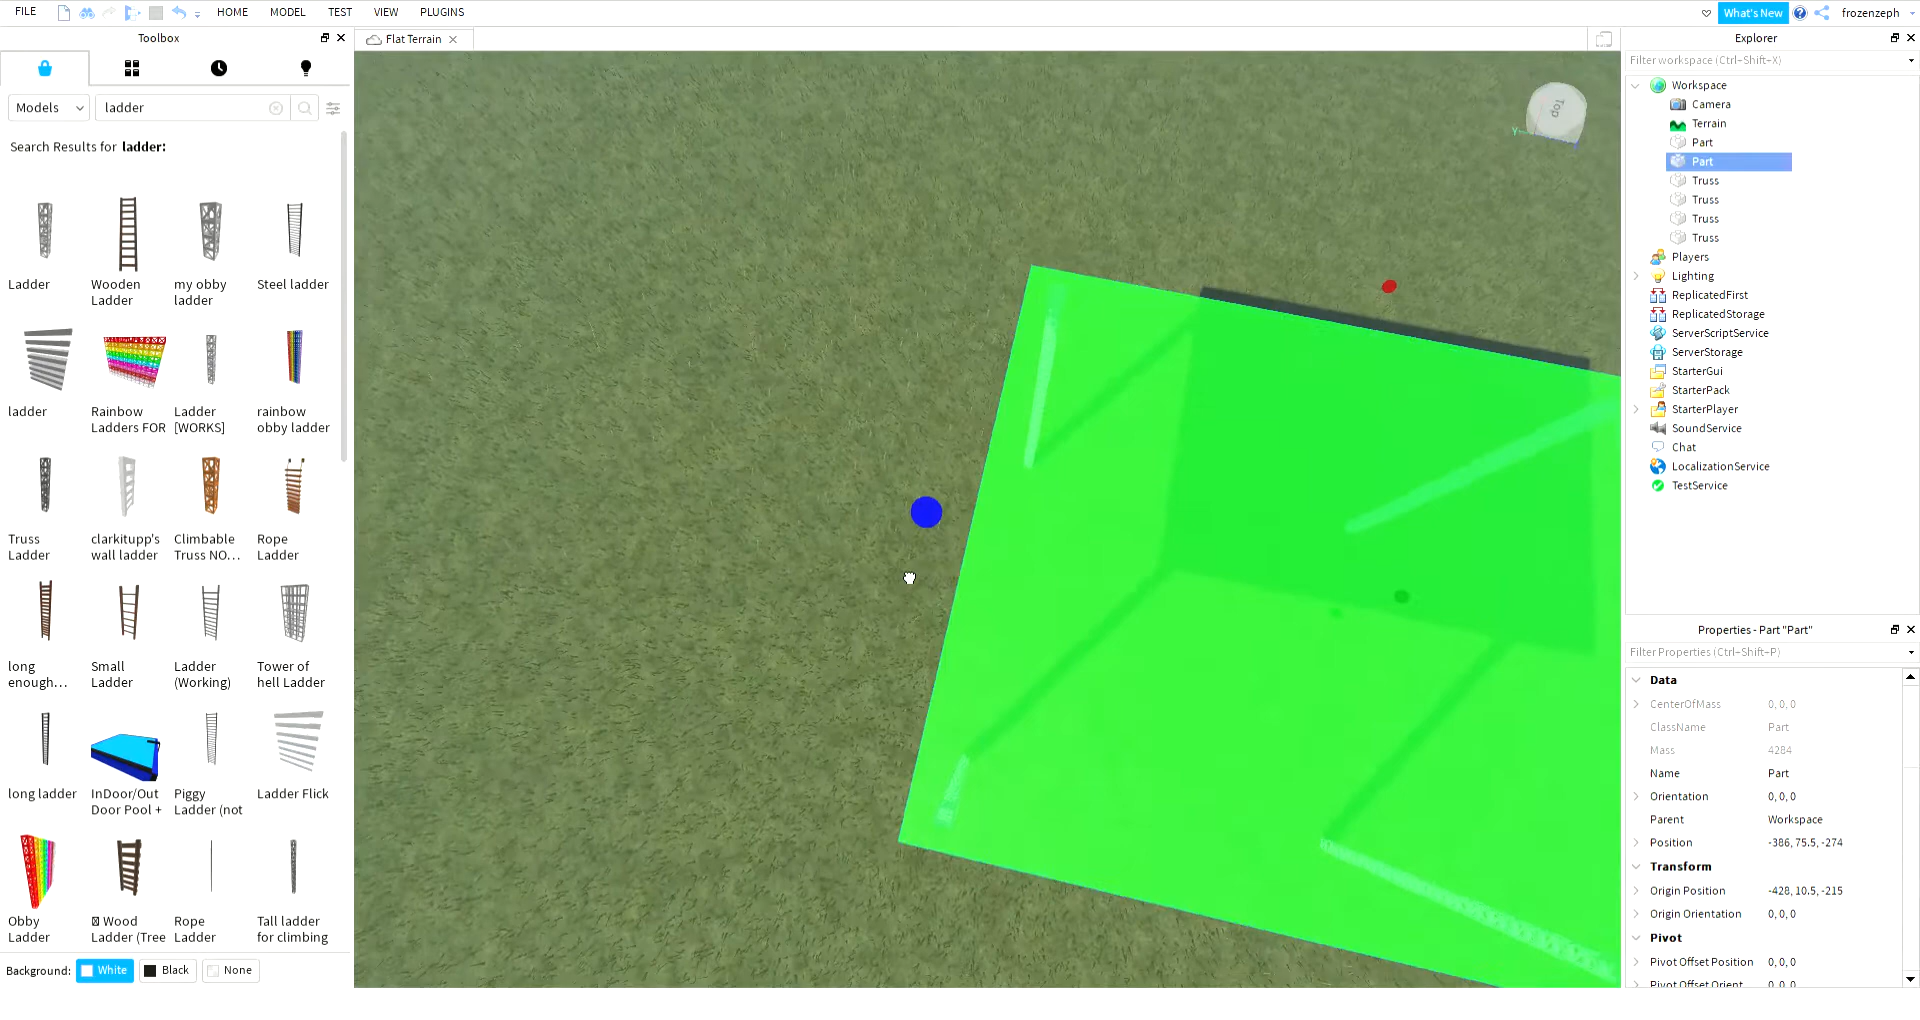 FILE
HOME
MODEL
TEST
VIEW
PLUGINS
What's New
frozenzeph
Toolbox
Flat Terrain
Explorer
Filter workspace (Ctrl-Shift-X)
Models
ladder
Search Results for ladder:
Ladder
Wooden Ladder
my obby ladder
Steel ladder
ladder
Rainbow Ladders FOR
Ladder [WORKS]
rainbow obby ladder
Truss Ladder
clarkitupp's wall ladder
Climbable Truss NO...
Rope Ladder
long enough...
Small Ladder
Ladder (Working)
Tower of hell Ladder
long ladder
InDoor/Out Door Pool +
Piggy Ladder (not
Ladder Flick
Obby Ladder
Wood Ladder (Tree
Rope Ladder
Tall ladder for climbing
Background:
White
Black
None
Top
Y
Workspace
Camera
Terrain
Part
Part
Truss
Truss
Truss
Truss
Players
Lighting
ReplicatedFirst
ReplicatedStorage
ServerScriptService
ServerStorage
StarterGui
StarterPack
StarterPlayer
SoundService
Chat
LocalizationService
TestService
Properties - Part "Part"
Filter Properties (Ctrl-Shift-P)
Data
CenterOfMass 0, 0, 0
ClassName Part
Mass 4284
Name Part
Orientation 0, 0, 0
Parent Workspace
Position -386, 75.5, -274
Transform
Origin Position -428, 10.5, -215
Origin Orientation 0, 0, 0
Pivot
Pivot Offset Position 0, 0, 0
Pivot Offset Orient 0, 0, 0